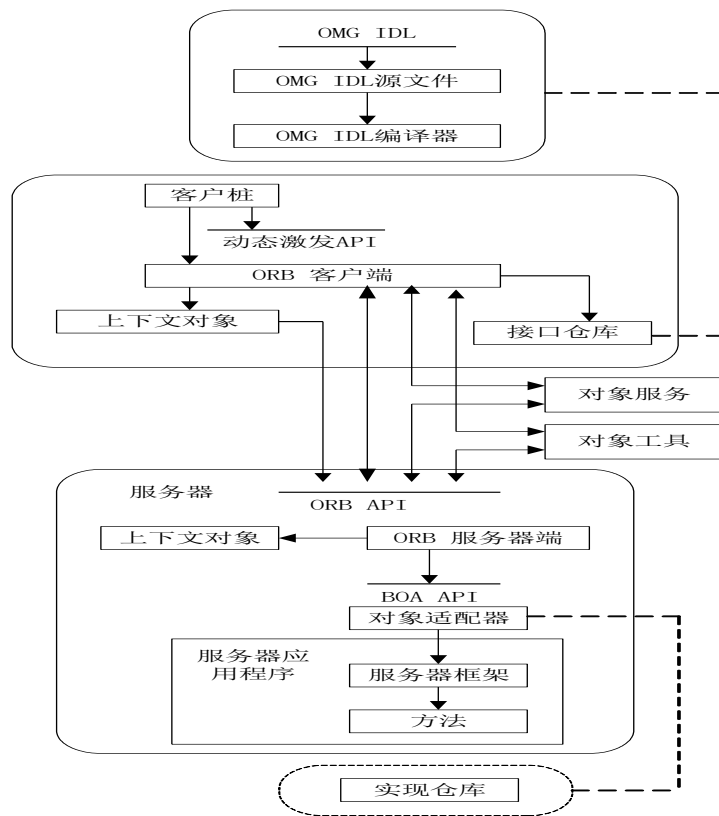 OMG IDL
OMG IDL源文件
OMG IDL编译器
客户桩
动态激发API
ORB 客户端
上下文对象
接口仓库
对象服务
对象工具
服务器
ORB API
上下文对象
ORB 服务器端
BOA API
对象适配器
服务器应
用程序
服务器框架
方法
实现仓库